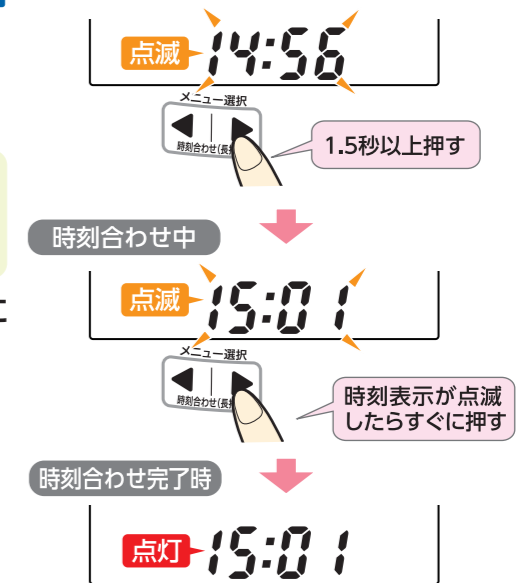 点滅
14:56
メニュー選択
時刻合わせ(長
1.5秒以上押す
時刻合わせ中
点滅
15:01
メニュー選択
時刻合わせ(長
時刻表示が点滅
したらすぐに押す
時刻合わせ完了時
点灯
15:01